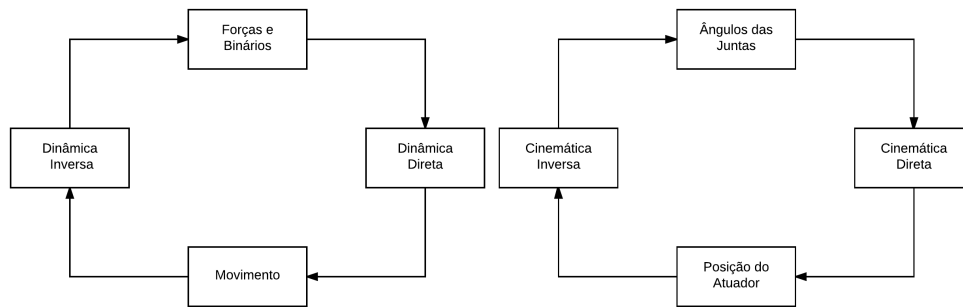 Forças e
Binários
Dinâmica
Inversa
Dinâmica
Direta
Movimento
Ângulos das
Juntas
Cinemática
Inversa
Cinemática
Direta
Posição do
Atuador